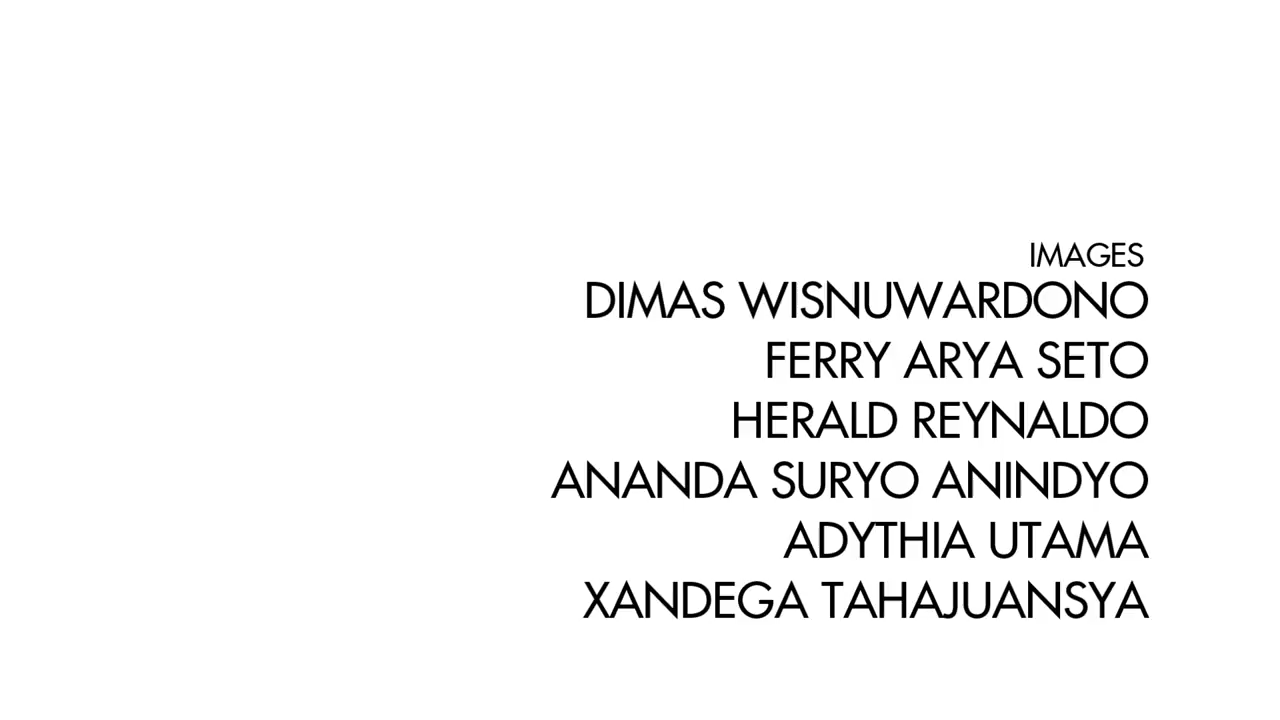 IMAGES
DIMAS WISNUWARDONO
FERRY ARYA SETO
HERALD REYNALDO
ANANDA SURYO ANINDYO
ADYTHIA UTAMA
XANDEGA TAHAJUANSYA